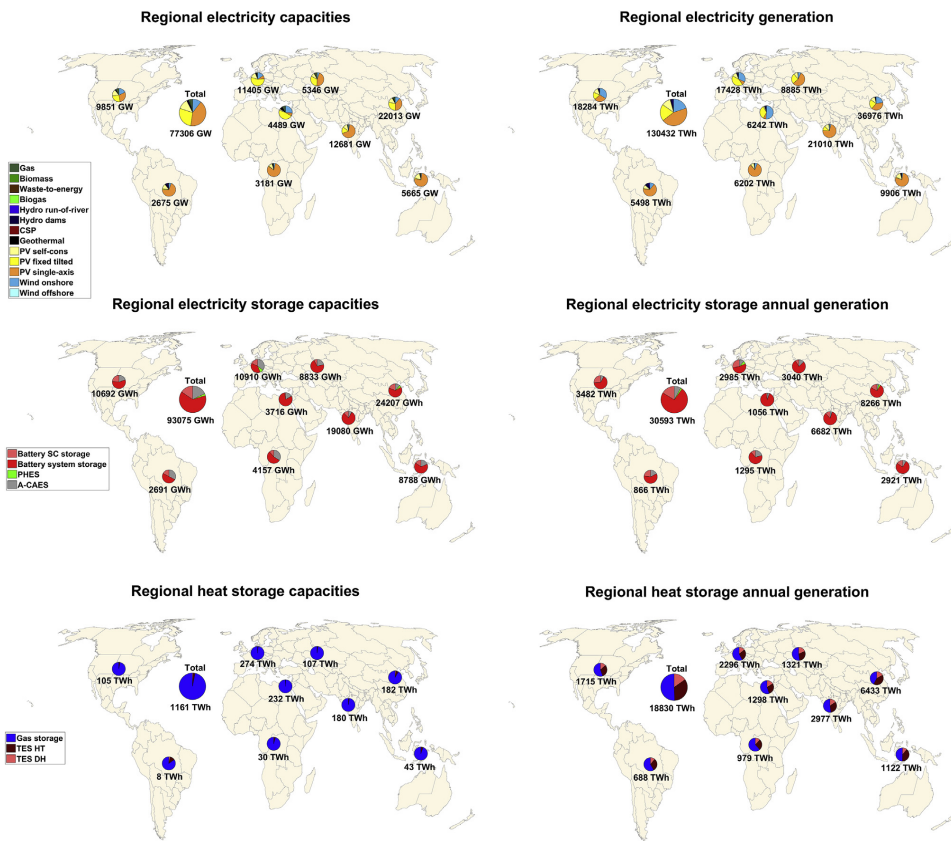 Regional electricity capacities
Total
9851 GW
77306 GW
11405 GW
5346 GW
4489 GW
22013 GW
12681 GW
3181 GW
2675 GW
5665 GW
Gas
Biomass
Waste-to-energy
Biogas
Hydro run-of-river
Hydro dams
CSP
Geothermal
PV self-cons
PV fixed tilted
PV single-axis
Wind onshore
Wind offshore
Regional electricity generation
Total
18284 TWh
130432 TWh
17428 TWh
8885 TWh
6242 TWh
36976 TWh
21010 TWh
6202 TWh
5498 TWh
9906 TWh
Regional electricity storage capacities
Total
10692 GWh
93075 GWh
10910 GWh
8833 GWh
3716 GWh
24207 GWh
19080 GWh
4157 GWh
2691 GWh
8788 GWh
Battery SC storage
Battery system storage
PHES
A-CAES
Regional electricity storage annual generation
Total
3482 TWh
30593 TWh
2985 TWh
3040 TWh
1056 TWh
8266 TWh
6682 TWh
1295 TWh
866 TWh
2921 TWh
Regional heat storage capacities
Total
105 TWh
1161 TWh
274 TWh
107 TWh
232 TWh
182 TWh
180 TWh
30 TWh
8 TWh
43 TWh
Gas storage
TES HT
TES DH
Regional heat storage annual generation
Total
1715 TWh
18830 TWh
2296 TWh
1321 TWh
1298 TWh
6433 TWh
2977 TWh
979 TWh
688 TWh
1122 TWh